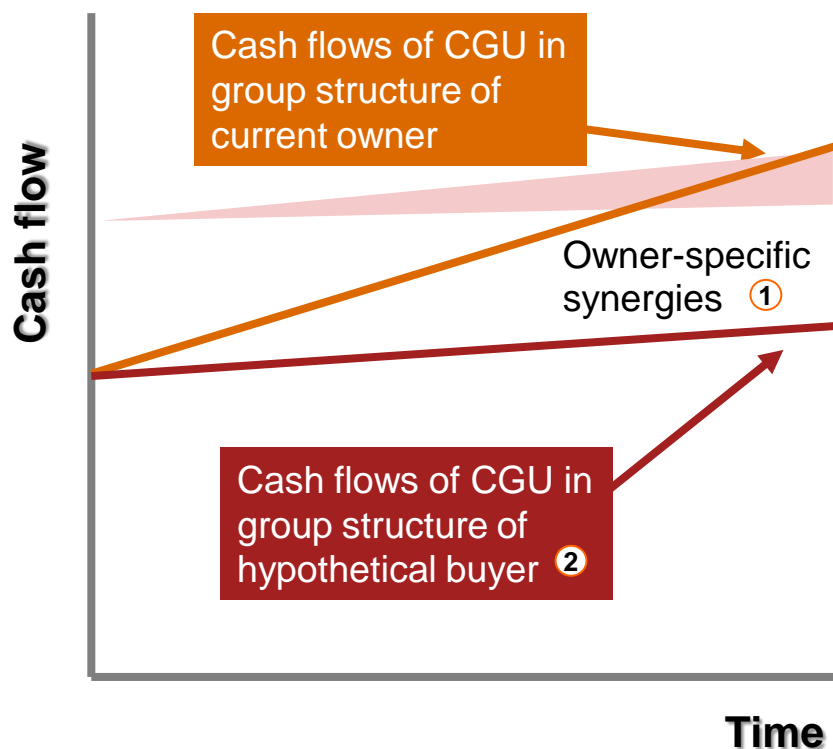 Cash flows of CGU in
group structure of
current owner
Cash flow
Owner-specific
synergies 1
Cash flows of CGU in
group structure of
hypothetical buyer 2
Time